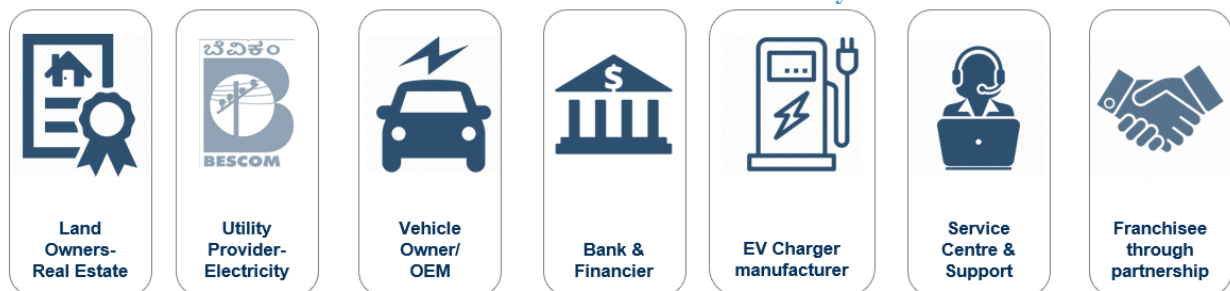 ಬೆವಿಕಂ
BESCOM
Land
Owners-
Real Estate
Utility
Provider-
Electricity
Vehicle
Owner/
OEM
Bank &
Financier
EV Charger
manufacturer
Service
Centre &
Support
Franchisee
through
partnership